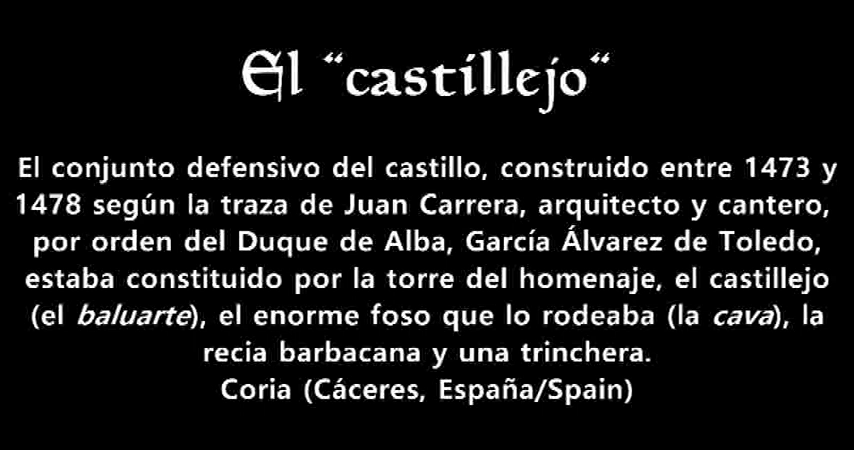 El “castillejo“
El conjunto defensivo del castillo, construido entre 1473 y
1478 según la traza de Juan Carrera, arquitecto y cantero,
por orden del Duque de Alba, García Álvarez de Toledo,
estaba constituido por la torre del homenaje, el castillejo
(el baluarte), el enorme foso que lo rodeaba (la cava), la
recia barbacana y una trinchera.
Coria (Cáceres, España/Spain)